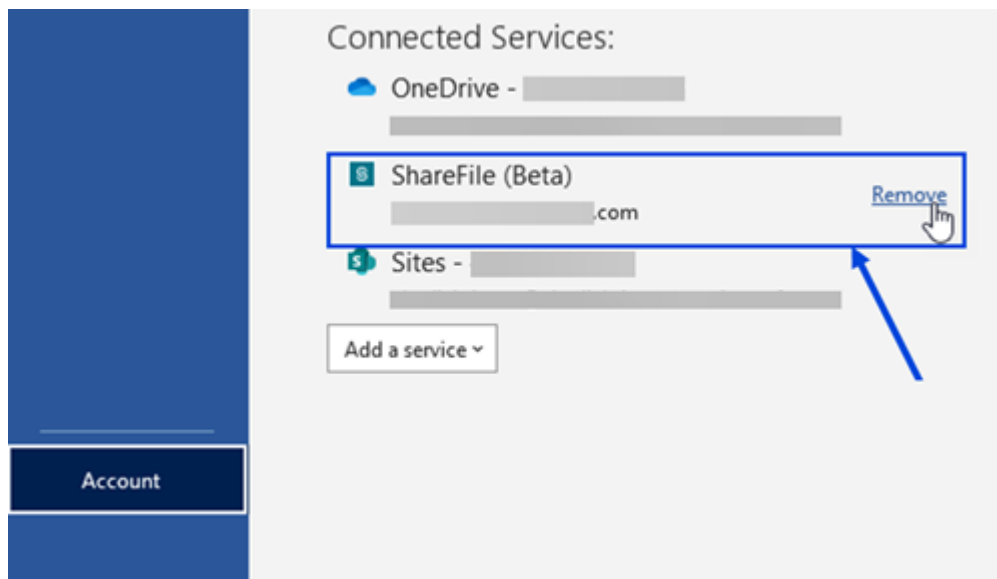 Connected Services:
OneDrive -
ShareFile (Beta)
.com
Remove
Sites -
Add a service
Account